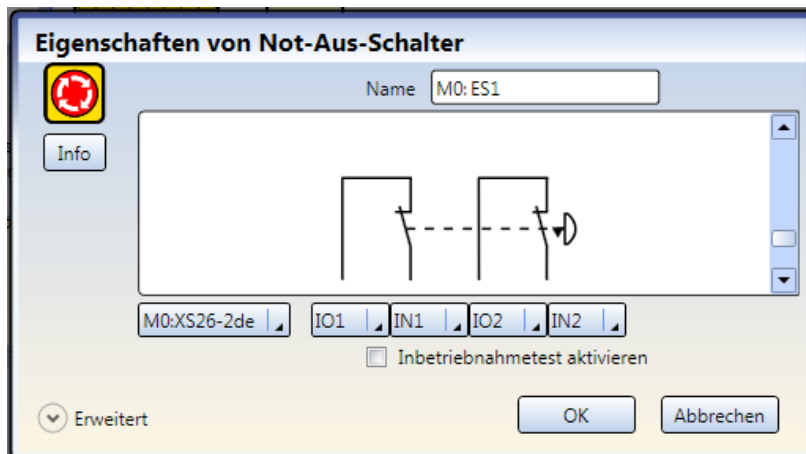 Eigenschaften von Not-Aus-Schalter
Name M0: ES1
Info
M0:XS26-2de IO1 IN1 IO2 IN2
Inbetriebnahmetest aktivieren
Erweitert OK Abbrechen